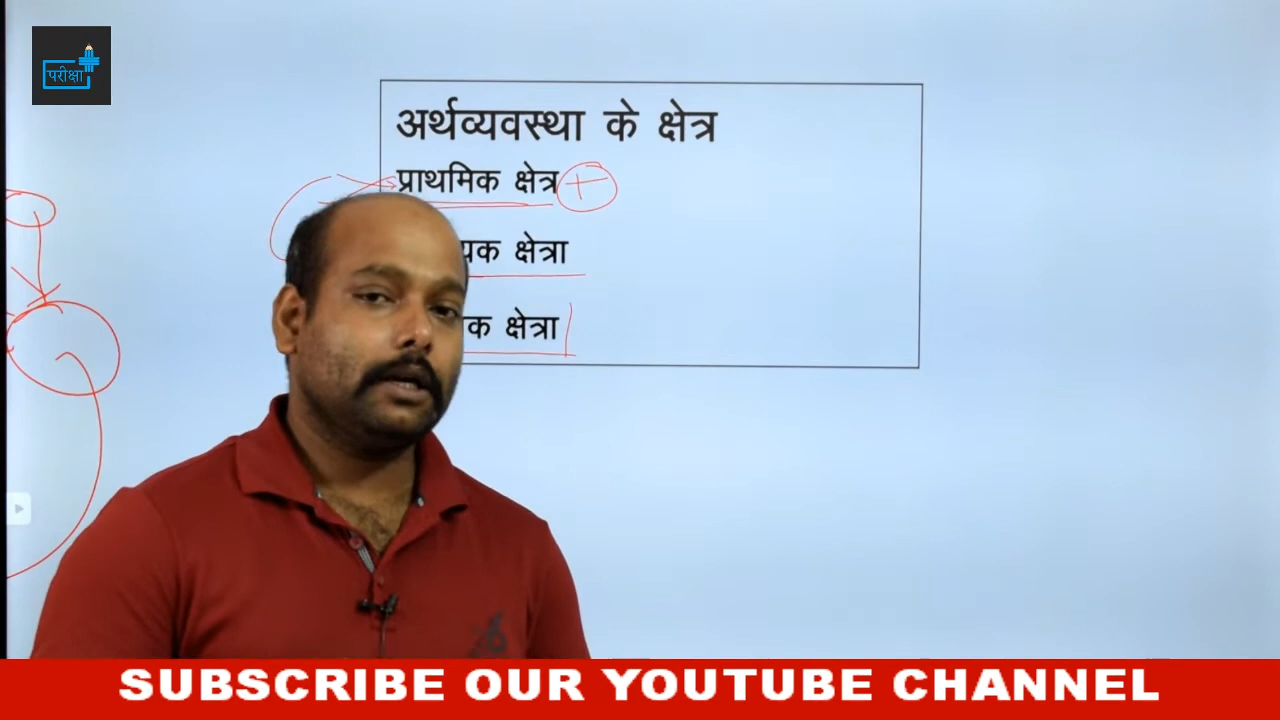 परीक्षा
अर्थव्यवस्था के क्षेत्र
प्राथमिक क्षेत्र
क्षेत्रा
क्षेत्रा
SUBSCRIBE OUR YOUTUBE CHANNEL